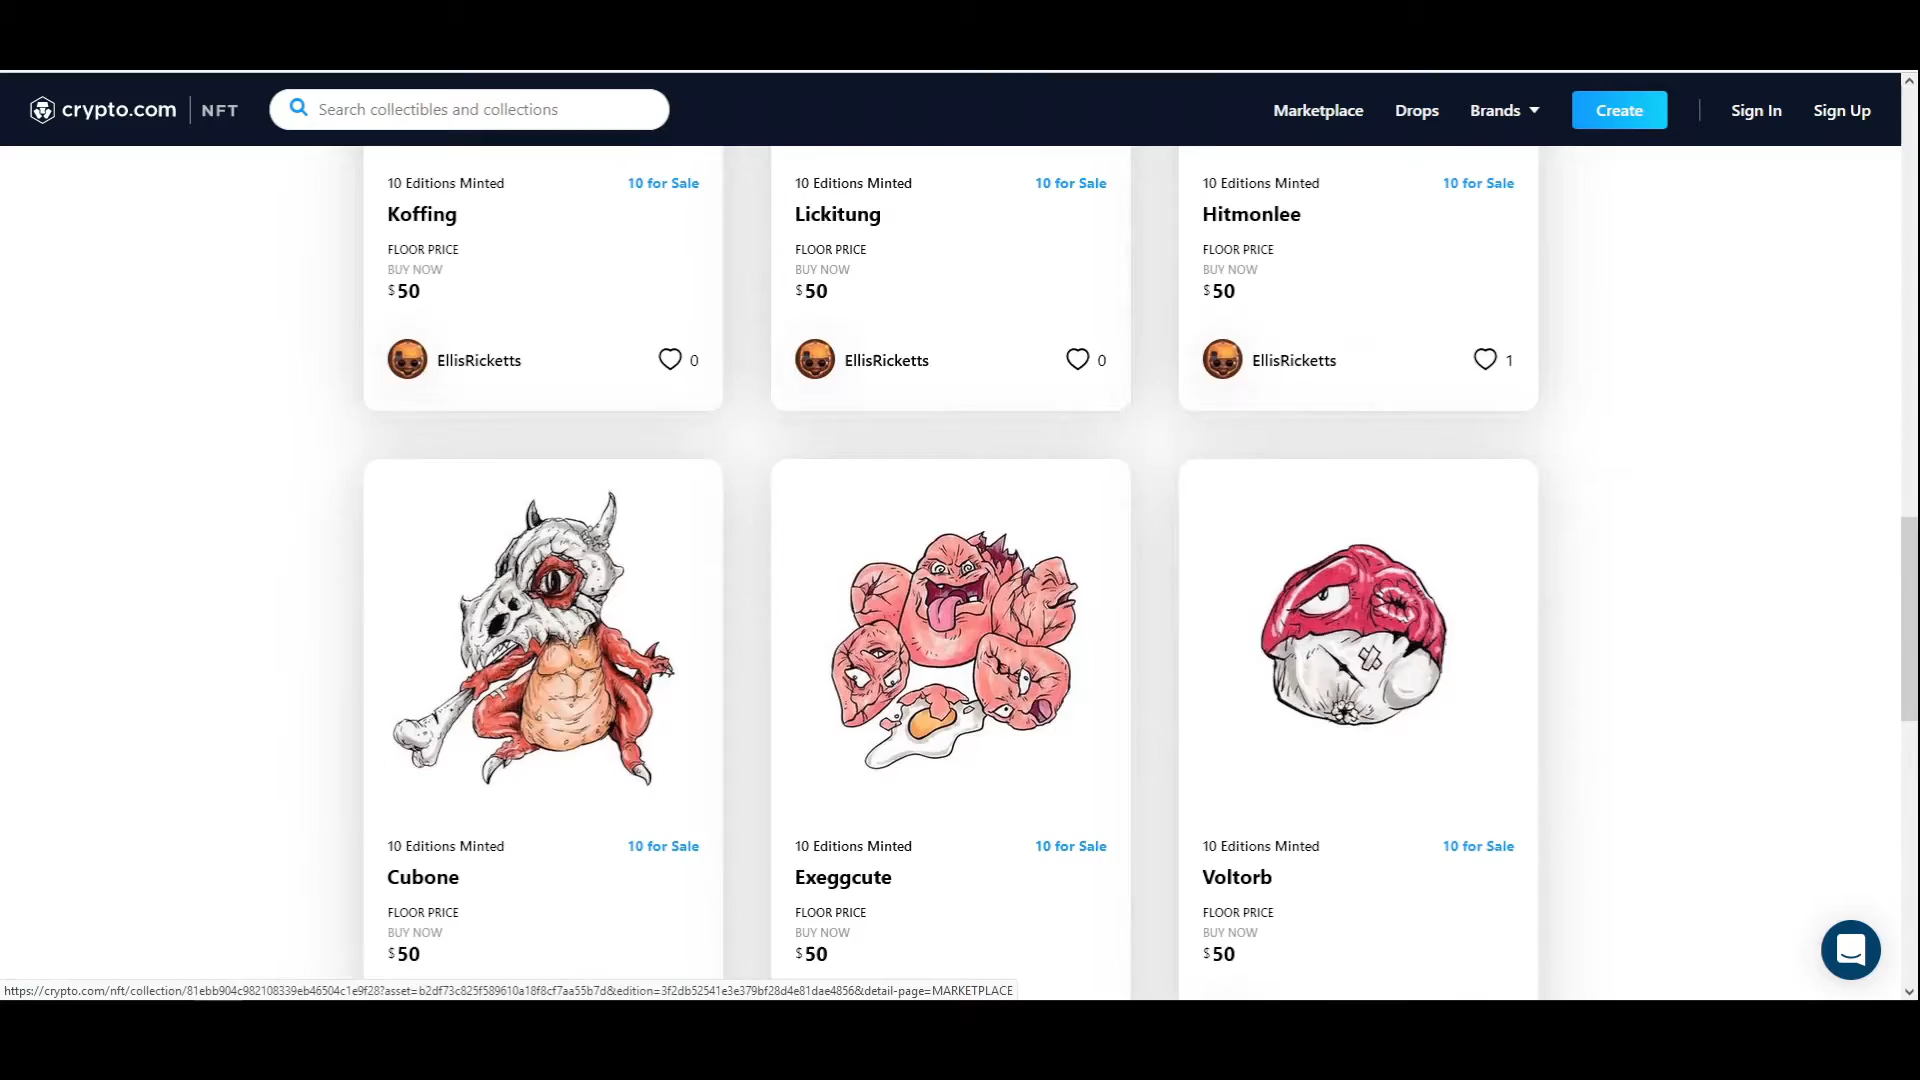 crypto.com NFT Search collectibles and collections Marketplace Drops Brands Create Sign In Sign Up
10 Editions Minted 10 for Sale 10 Editions Minted 10 for Sale 10 Editions Minted 10 for Sale
Koffing Lickitung Hitmonlee
FLOOR PRICE FLOOR PRICE FLOOR PRICE
BUY NOW BUY NOW BUY NOW
$50 $50 $50
EllisRicketts 0 EllisRicketts 0 EllisRicketts 1
10 Editions Minted 10 for Sale 10 Editions Minted 10 for Sale 10 Editions Minted 10 for Sale
Cubone Exeggcute Voltorb
FLOOR PRICE FLOOR PRICE FLOOR PRICE
BUY NOW BUY NOW BUY NOW
$50 $50 $50
https://crypto.com/nft/collection/81ebb904c982108339eb46504c1e9f28?asset=b2df73c825f589610a18f8cf7aa55b7d&edition=3f2db52541e3e379bf28d4e81dae4856&detail-page=MARKETPLACE